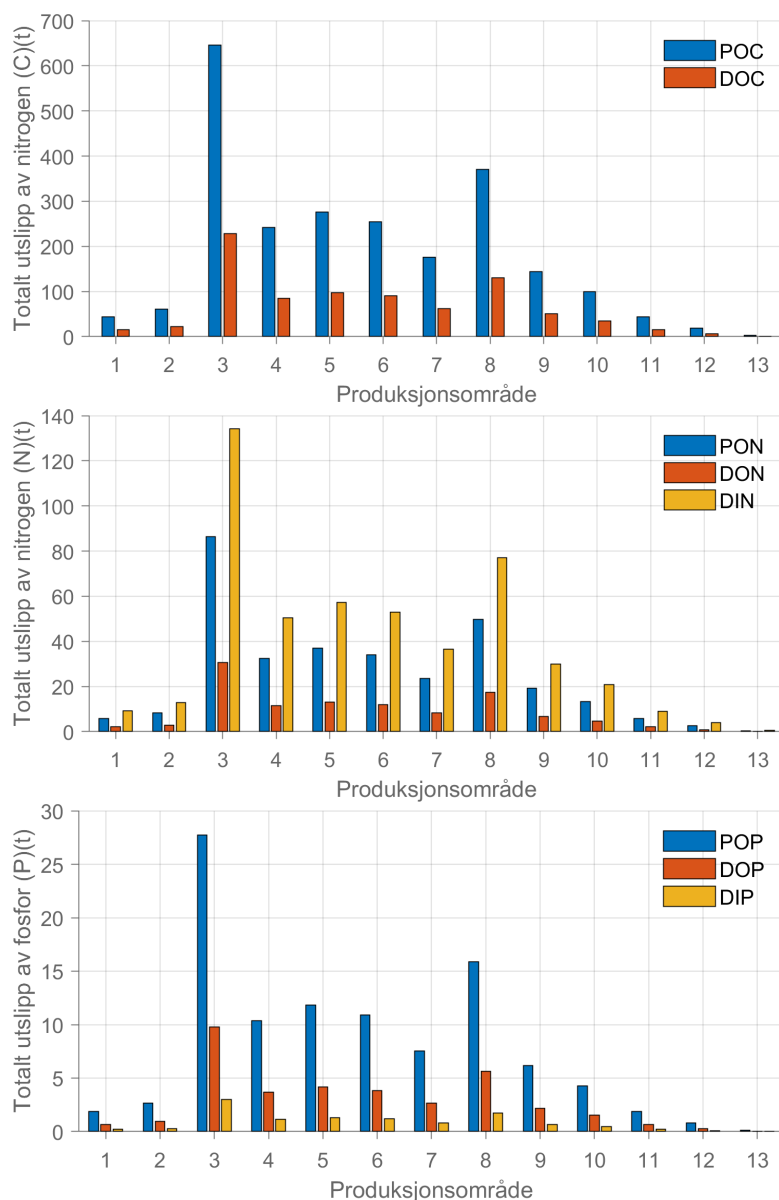 Totalt utslipp av nitrogen (C)(t)
700
600
500
400
300
200
100
0
POC
DOC
1 2 3 4 5 6 7 8 9 10 11 12 13
Produksjonsområde
Totalt utslipp av nitrogen (N)(t)
140
120
100
80
60
40
20
0
PON
DON
DIN
1 2 3 4 5 6 7 8 9 10 11 12 13
Produksjonsområde
Totalt utslipp av fosfor (P)(t)
30
25
20
15
10
5
0
POP
DOP
DIP
1 2 3 4 5 6 7 8 9 10 11 12 13
Produksjonsområde